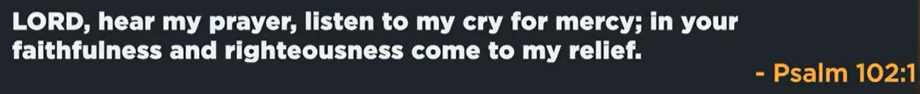 LORD, hear my prayer, listen to my cry for mercy; in your
faithfulness and righteousness come to my relief.
- Psalm 102:1